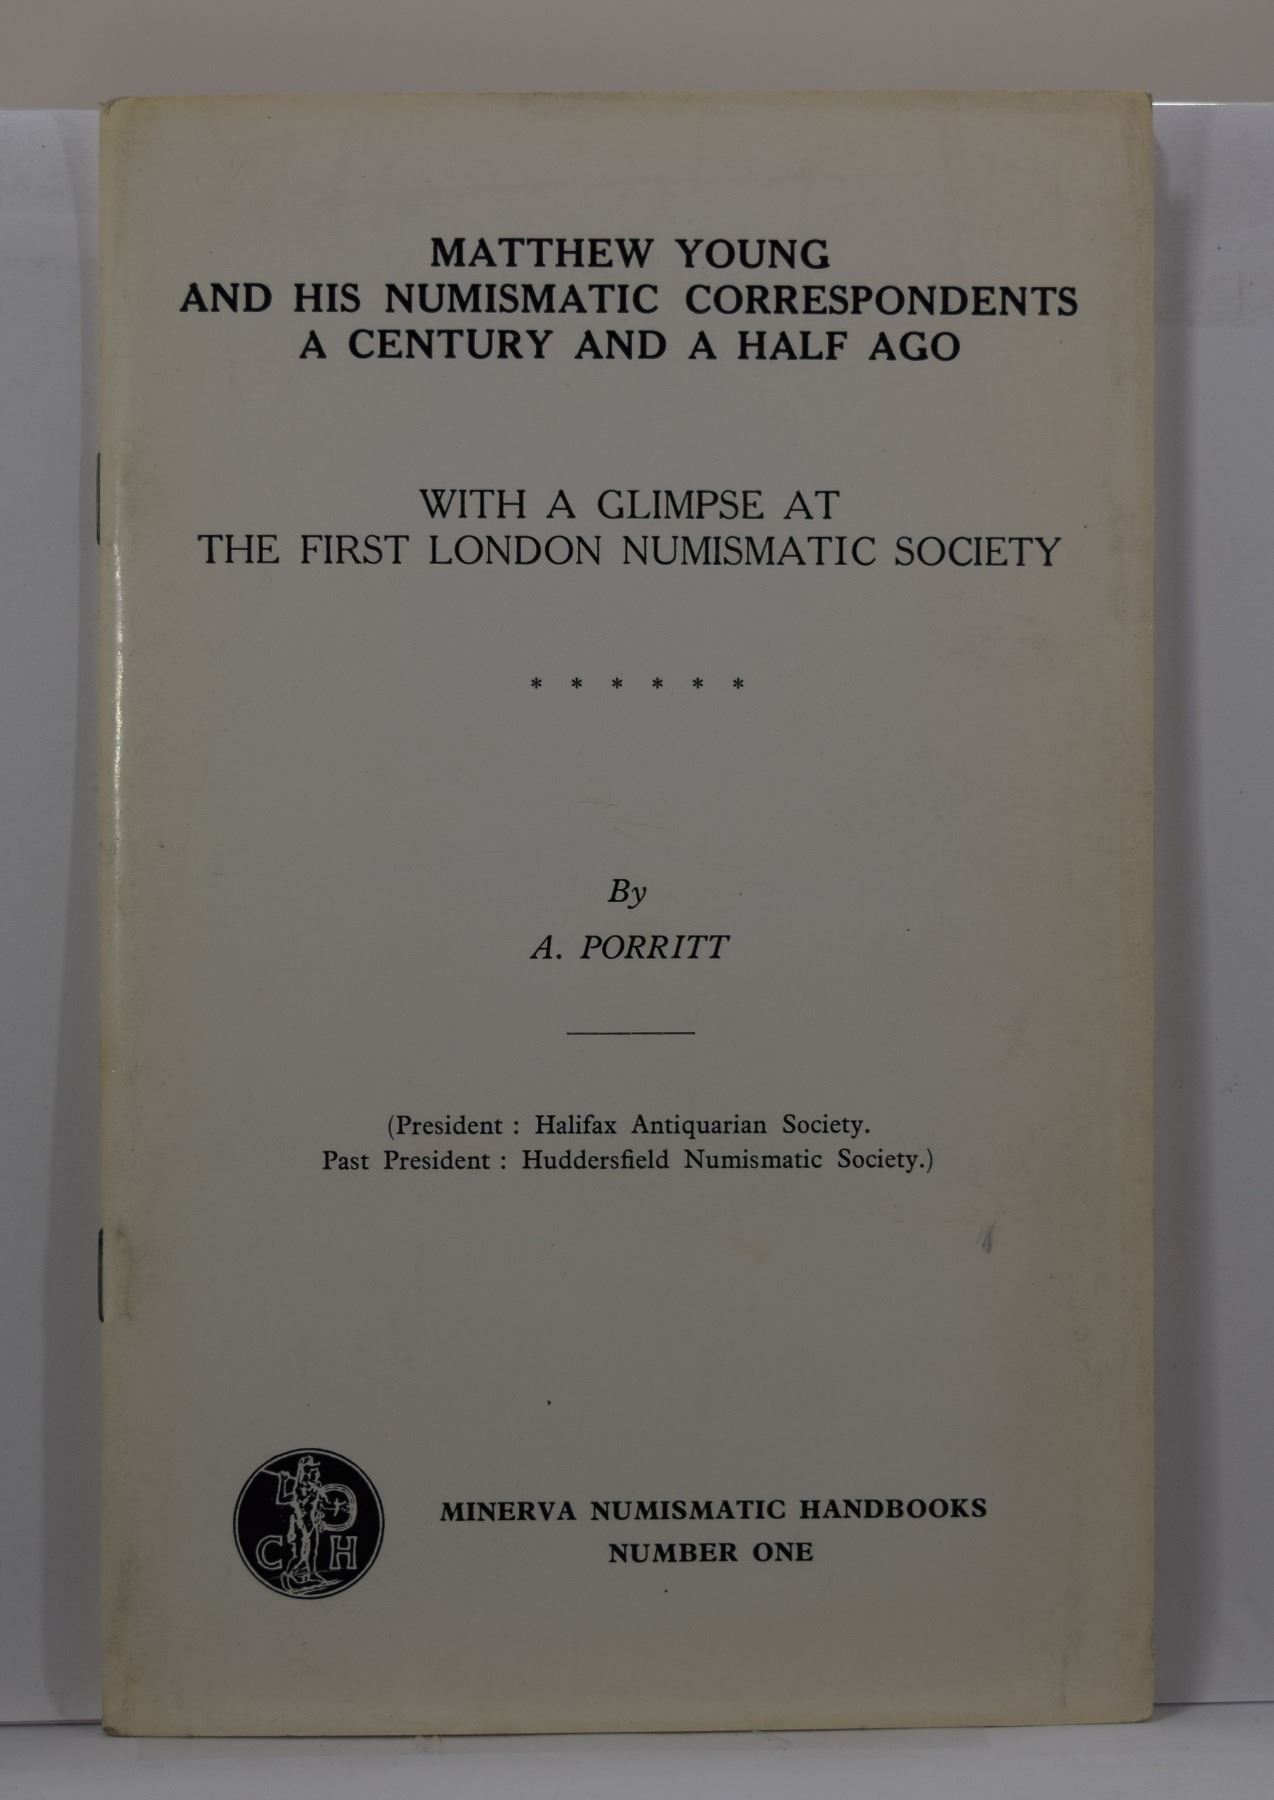 MATTHEW YOUNG
AND HIS NUMISMATIC CORRESPONDENTS
A CENTURY AND A HALF AGO
WITH A GLIMPSE AT
THE FIRST LONDON NUMISMATIC SOCIETY
* * * * * *
By
A. PORRITT
(President : Halifax Antiquarian Society.
Past President : Huddersfield Numismatic Society.)
C H
MINERVA NUMISMATIC HANDBOOKS
NUMBER ONE